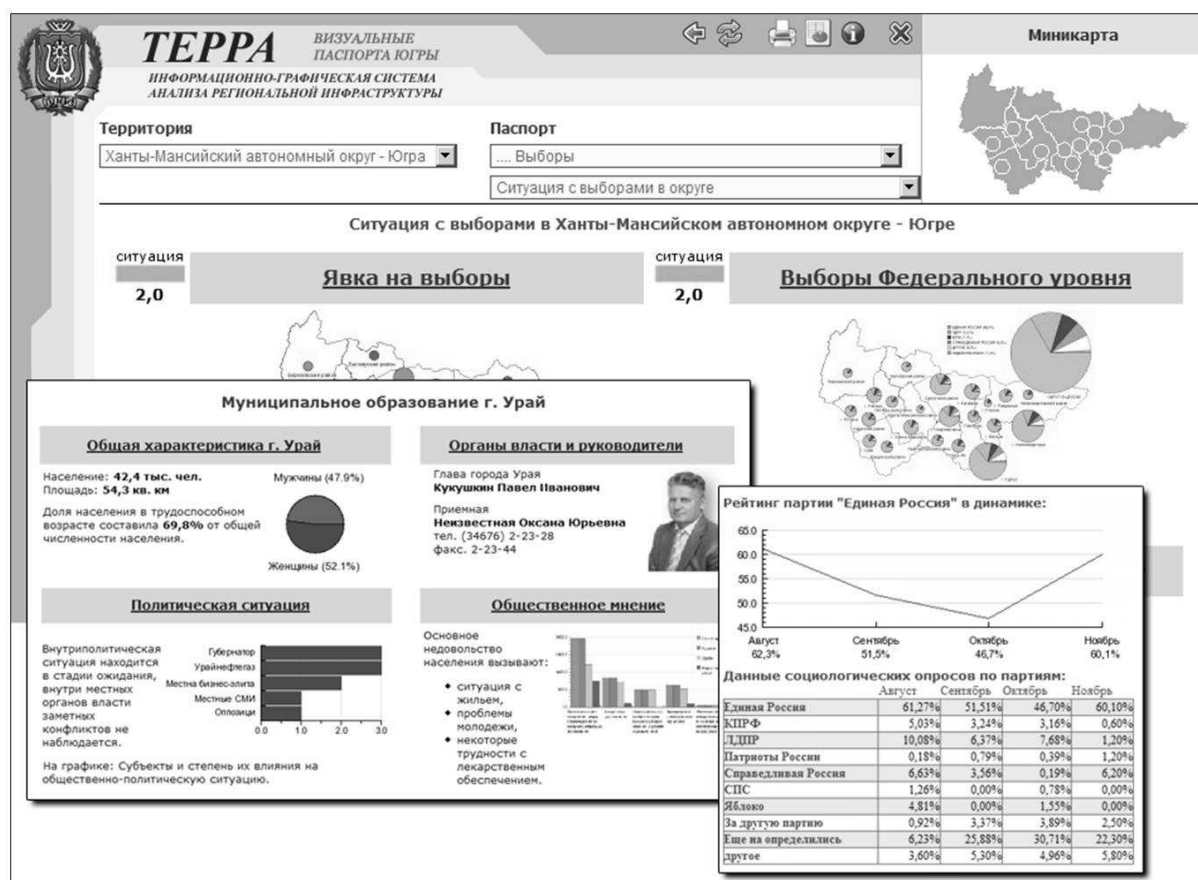 ТЕРРА
ВИЗУАЛЬНЫЕ
ПАСПОРТА ЮГРЫ
ИНФОРМАЦИОННО-ГРАФИЧЕСКАЯ СИСТЕМА
АНАЛИЗА РЕГИОНАЛЬНОЙ ИНФРАСТРУКТУРЫ
Миникарта
ЮГРА
Территория
Ханты-Мансийский автономный округ - Югра
Паспорт
.... Выборы
Ситуация с выборами в округе
Ситуация с выборами в Ханты-Мансийском автономном округе - Югре
ситуация
2,0
Явка на выборы
ситуация
2,0
Выборы Федерального уровня
Муниципальное образование г. Урай
Общая характеристика г. Урай
Население: 42,4 тыс. чел.
Площадь: 54,3 кв. км
Доля населения в трудоспособном
возрасте составила 69,8% от общей
численности населения.
Мужчины (47.9%)
Женщины (52.1%)
Органы власти и руководители
Глава города Урая
Кукушкин Павел Иванович
Приемная
Неизвестная Оксана Юрьевна
тел. (34676) 2-23-28
факс. 2-23-44
Политическая ситуация
Внутриполитическая
ситуация находится
в стадии ожидания,
внутри местных
органов власти
заметных
конфликтов не
наблюдается.
Губернатор
Урайнефтегаз
Местна бизнес-элита
Местные СМИ
Оппозици
0.0 1.0 2.0 3.0
На графике: Субъекты и степень их влияния на
общественно-политическую ситуацию.
Общественное мнение
Основное
недовольство
населения вызывают:
ситуация с
жильем,
проблемы
молодежи,
некоторые
трудности с
лекарственным
обеспечением.
Рейтинг партии "Единая Россия" в динамике:
65.0
60.0
55.0
50.0
45.0
Август Сентябрь Октябрь Ноябрь
62,3% 51,5% 46,7% 60,1%
Данные социологических опросов по партиям:
Август Сентябрь Октябрь Ноябрь
Единая Россия 61,27% 51,51% 46,70% 60,10%
КПРФ 5,03% 3,24% 3,16% 0,60%
ЛДПР 10,08% 6,37% 7,68% 1,20%
Патриоты России 0,18% 0,79% 0,39% 1,20%
Справедливая Россия 6,63% 3,56% 0,19% 6,20%
СПС 1,26% 0,00% 0,78% 0,00%
Яблоко 4,81% 0,00% 1,55% 0,00%
За другую партию 0,92% 3,37% 3,89% 2,50%
Еще на определились 6,23% 25,88% 30,71% 22,30%
другое 3,60% 5,30% 4,96% 5,80%